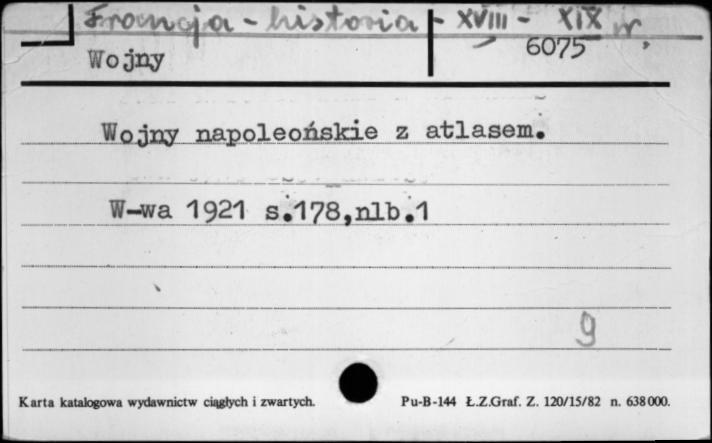 Francja - historia - XVIII - XIX w.
6075
Wojny
Wojny napoleońskie z atlasem.
W-wa 1921 s.178,nlb.1
9
Karta katalogowa wydawnictw ciągłych i zwartych.
Pu-B-144 Ł.Z.Graf. Z. 120/15/82 n. 638000.